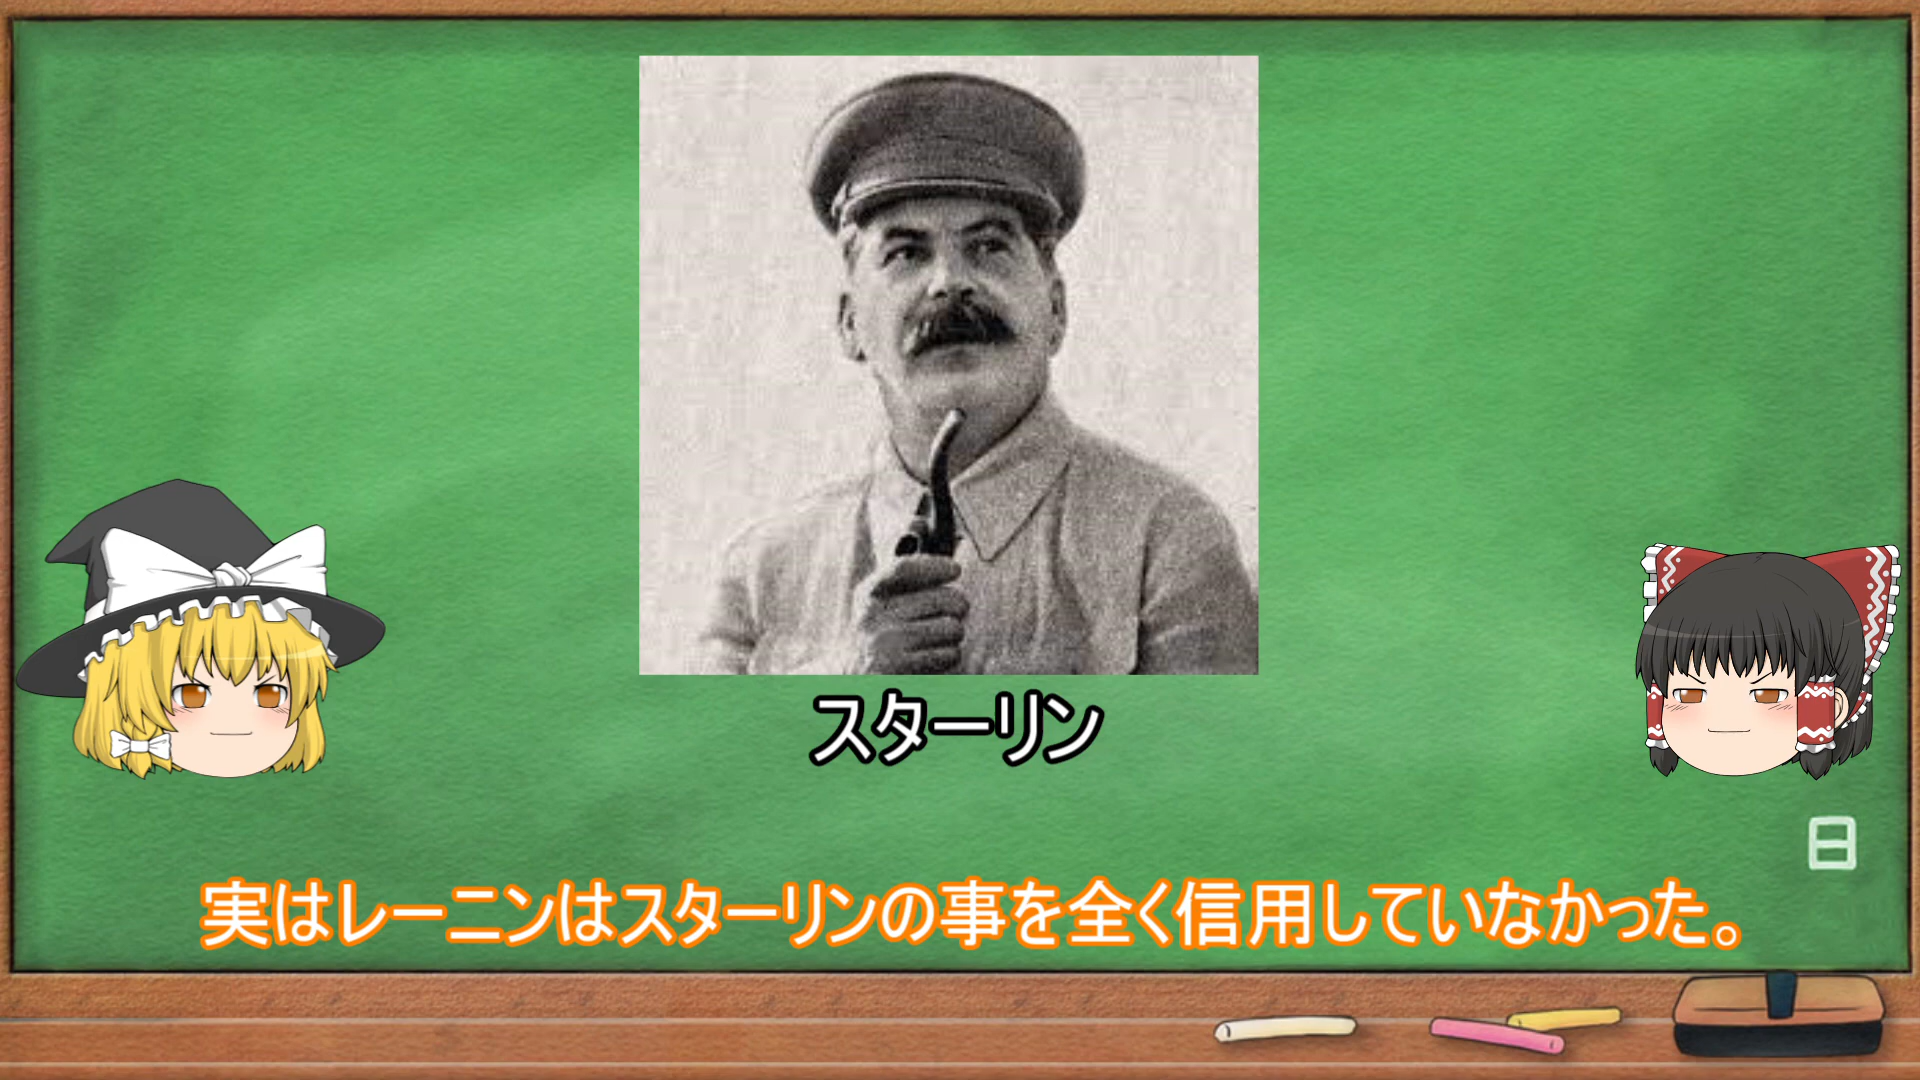 スターリン
日
実はレーニンはスターリンの事を全く信用していなかった。